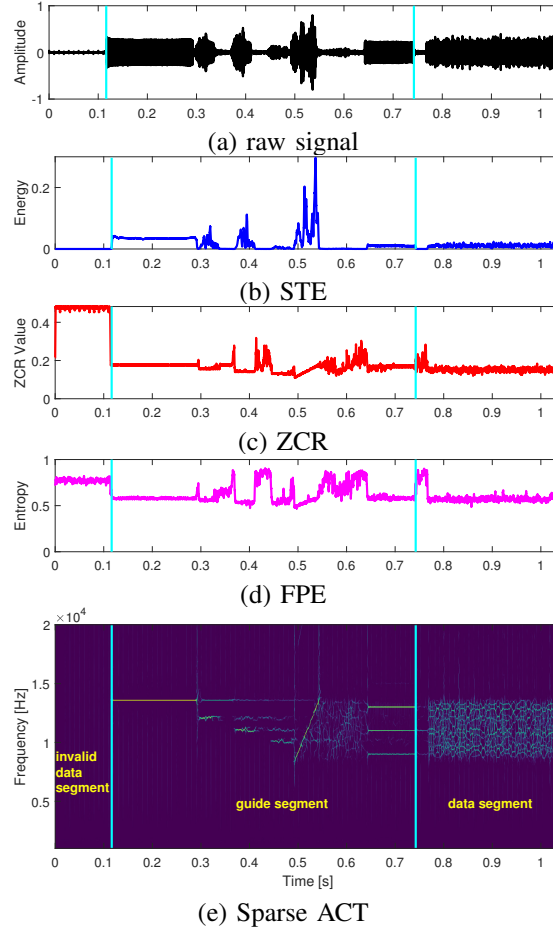 1
0
-1
Amplitude
0 0.1 0.2 0.3 0.4 0.5 0.6 0.7 0.8 0.9 1
(a) raw signal
0.2
0
Energy
0 0.1 0.2 0.3 0.4 0.5 0.6 0.7 0.8 0.9 1
(b) STE
0.4
0.2
0
ZCR Value
0 0.1 0.2 0.3 0.4 0.5 0.6 0.7 0.8 0.9 1
(c) ZCR
1
0.5
0
Entropy
0 0.1 0.2 0.3 0.4 0.5 0.6 0.7 0.8 0.9 1
(d) FPE
×10⁴
2
1.5
1
0.5
Frequency [Hz]
invalid
data
segment
guide segment
data segment
0 0.1 0.2 0.3 0.4 0.5 0.6 0.7 0.8 0.9 1
Time [s]
(e) Sparse ACT